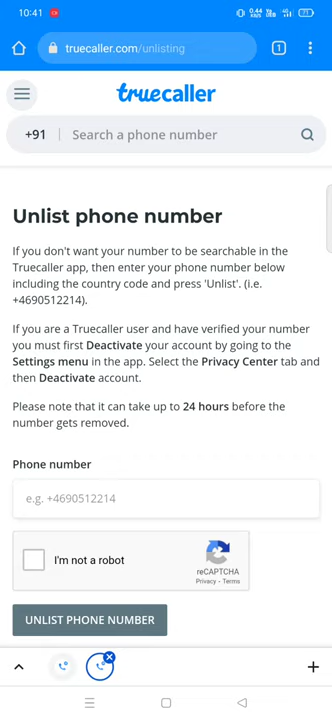 10:41
0.44
KB/S
71
truecaller.com/unlisting
1
truecaller
+91 Search a phone number
Unlist phone number
If you don't want your number to be searchable in the
Truecaller app, then enter your phone number below
including the country code and press 'Unlist'. (i.e.
+4690512214).
If you are a Truecaller user and have verified your number
you must first Deactivate your account by going to the
Settings menu in the app. Select the Privacy Center tab and
then Deactivate account.
Please note that it can take up to 24 hours before the
number gets removed.
Phone number
e.g. +4690512214
I'm not a robot
reCAPTCHA
Privacy - Terms
UNLIST PHONE NUMBER